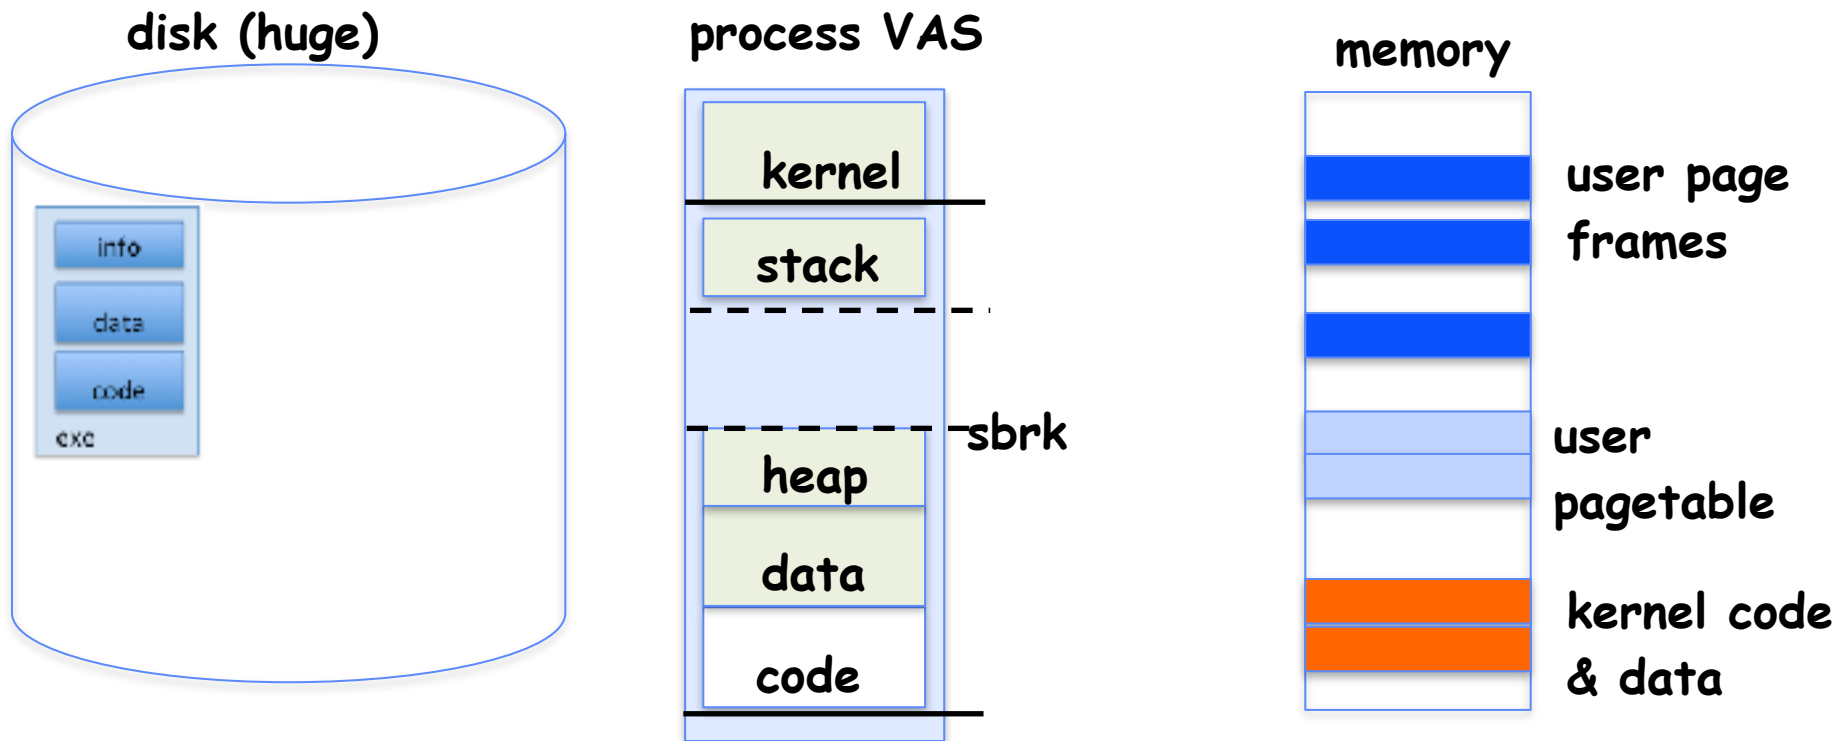 disk (huge)
info
data
code
exe
process VAS
kernel
stack
sbrk
heap
data
code
memory
user page
frames
user
pagetable
kernel code
& data